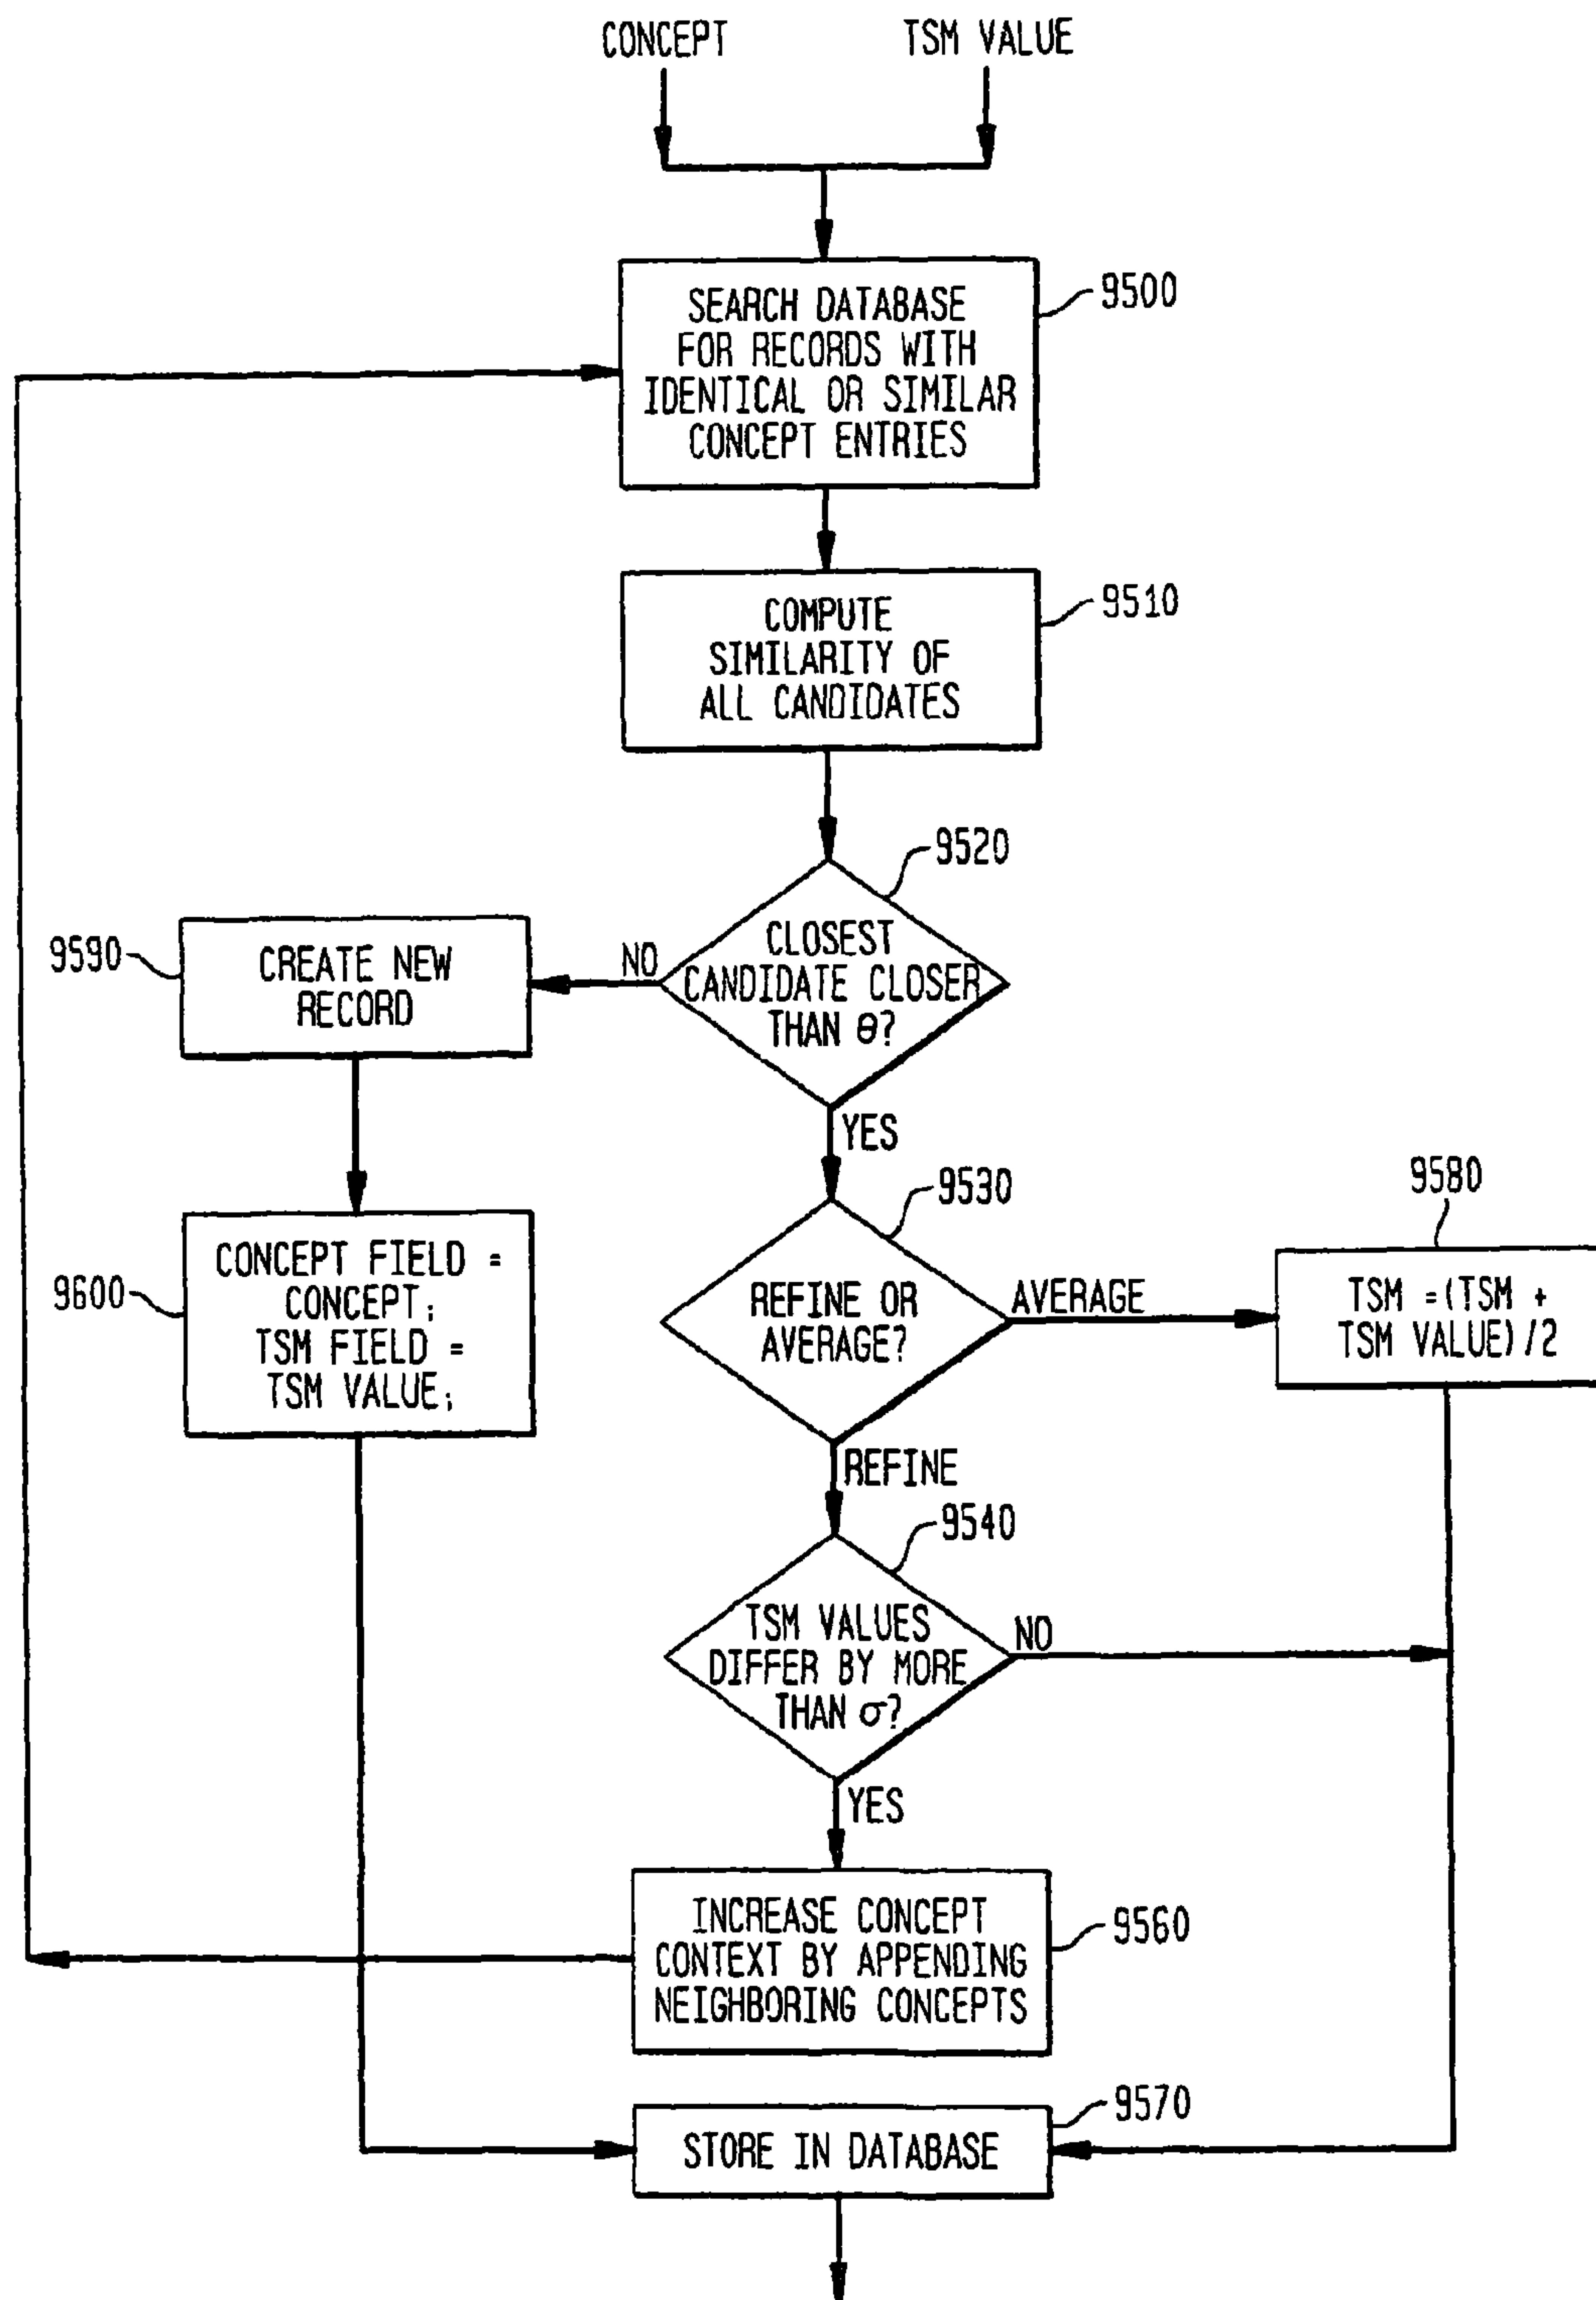 CONCEPT
TSM VALUE
SEARCH DATABASE
FOR RECORDS WITH
IDENTICAL OR SIMILAR
CONCEPT ENTRIES
9500
COMPUTE
SIMILARITY OF
ALL CANDIDATES
9510
9520
CLOSEST
CANDIDATE CLOSER
THAN θ?
NO
YES
9590
CREATE NEW
RECORD
9600
CONCEPT FIELD =
CONCEPT;
TSM FIELD =
TSM VALUE;
9530
REFINE OR
AVERAGE?
AVERAGE
REFINE
9580
TSM =(TSM +
TSM VALUE)/2
9540
TSM VALUES
DIFFER BY MORE
THAN σ?
NO
YES
INCREASE CONCEPT
CONTEXT BY APPENDING
NEIGHBORING CONCEPTS
9560
9570
STORE IN DATABASE